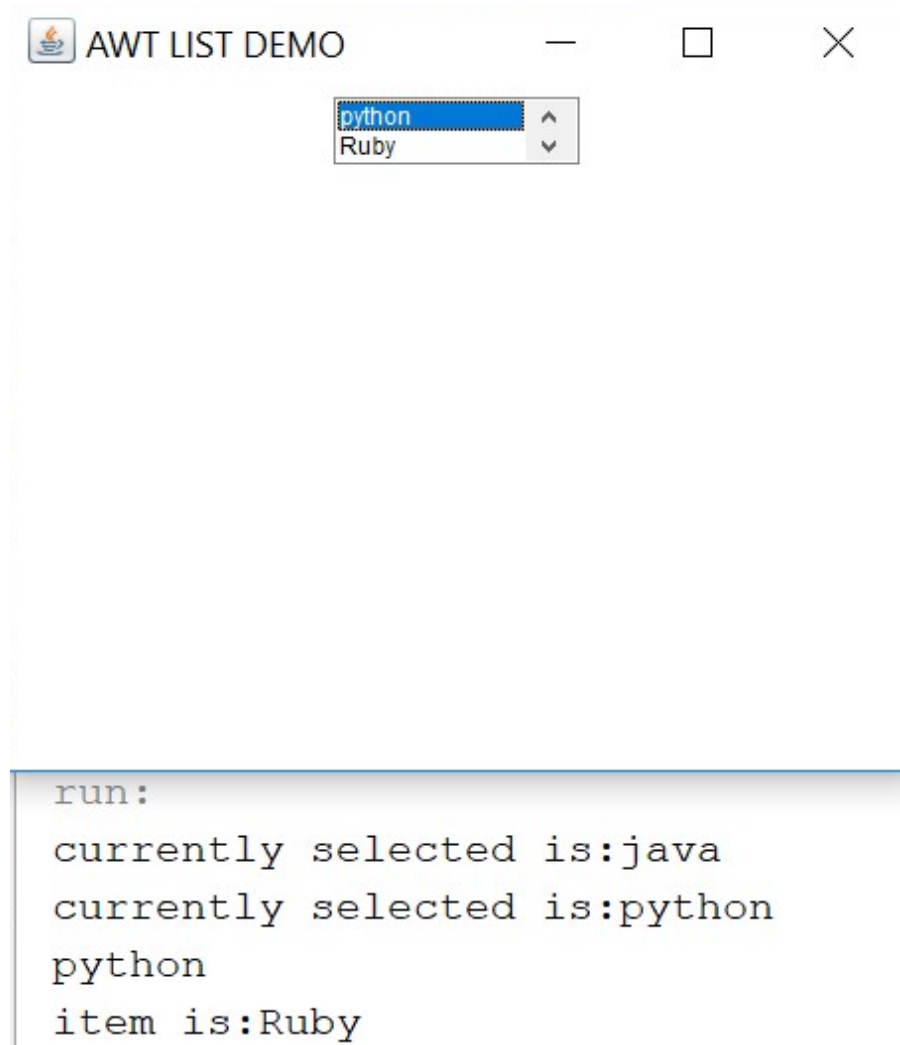 AWT LIST DEMO
python
Ruby
run:
currently selected is:java
currently selected is:python
python
item is:Ruby